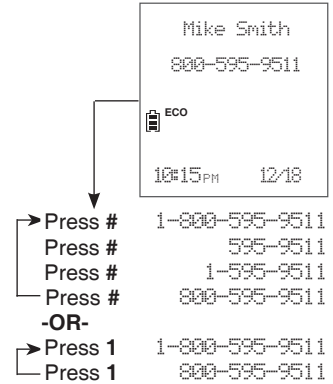 Mike Smith
800-595-9511
ECO
10:15PM 12/18
Press # 1-800-595-9511
Press # 595-9511
Press # 1-595-9511
Press # 800-595-9511
-OR-
Press 1 1-800-595-9511
Press 1 800-595-9511